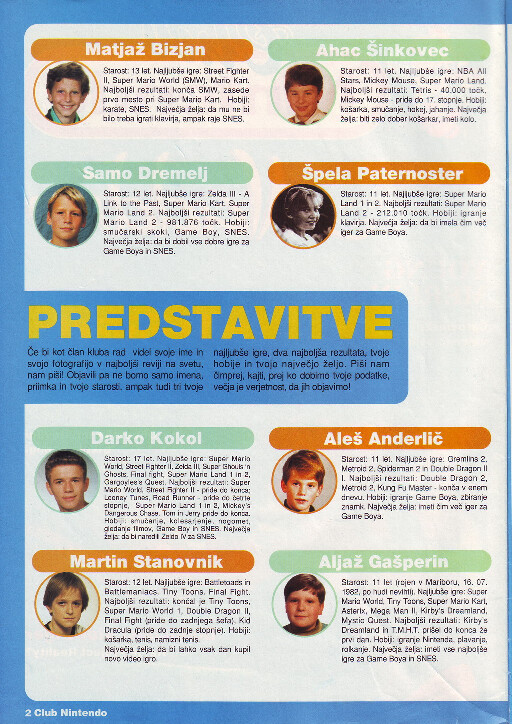 Matjaž Bizjan
Starost: 13 let. Najljubše igre: Street Fighter
II, Super Mario World (SMW), Mario Kart.
Najboljši rezultati: konča SMW, zasede
prvo mesto pri Super Mario Kart. Hobiji:
karate, SNES. Največja želja: da mu ne bi
bilo treba igrati klavirja, ampak raje SNES.
Ahac Šinkovec
Starost: 11 let. Najljubše igre: NBA All
Stars, Mickey Mouse, Super Mario Land.
Najboljši rezultati: Tetris - 40.000 točk,
Mickey Mouse - pride do 17. stopnje. Hobiji:
košarka, smučanje, hokej, jahanje. Največja
želja: biti zelo dober košarkar, imeti kolo.
Samo Dremelj
Starost: 12 let. Najljubše igre: Zelda III - A
Link to the Past, Super Mario Kart. Super
Mario Land 2. Najboljši rezultati: Super
Mario Land 2 - 981.876 točk. Hobiji:
smučarski skoki, Game Boy, SNES.
Največja želja: da bi dobil vse dobre igre za
Game Boya in SNES.
Špela Paternoster
Starost: 11 let. Najljubše igre: Super Mario
Land 1 in 2. Najboljši rezultati: Super Mario
Land 2 - 212.010 točk. Hobiji: igranje
klavirja. Največja želja: da bi imela čim več
iger za Game Boya.
PREDSTAVITVE
Če bi kot član kluba rad videl svoje ime in
svojo fotografijo v najboljši reviji na svetu,
nam piši! Objavili pa ne bomo samo imena,
priimka in tvoje starosti, ampak tudi tri tvoje
najljubše igre, dva najboljša rezultata, tvoje
hobije in tvojo največjo željo. Piši nam
čimprej, kajti, prej ko dobimo tvoje podatke,
večja je verjetnost, da jih objavimo!
Darko Kokol
Starost: 17 let. Najljubše igre: Super Mario
World, Street Fighter II, Zelda III, Super Ghouls'n
Ghosts, Final fight, Super Mario Land 1 in 2,
Gargoyles Quest. Najboljši rezultati: Super
Mario World, Street Fighter II - pride do konca;
Looney Tunes, Road Runner - pride do četrte
stopnje, Super Mario Land 1 in 2, Mickey's
Dangerous Chase, Tom in Jerry pride do konca.
Hobiji: smučanje, kolesarjenje, nogomet,
gledanje filmov, Game Boy in SNES. Največja
želja: da bi naredili Zeldo IV za SNES.
Aleš Anderlič
Starost: 11 let. Najljubše igre: Gremlins 2,
Metroid 2, Spiderman 2 in Double Dragon II
I. Najboljši rezultati: Double Dragon 2,
Metroid 2, Kung Fu Master - konča v enem
dnevu. Hobiji: igranje Game Boya, zbiranje
znamk. Največja želja: imeti čim več iger za
Game Boya.
Martin Stanovnik
Starost: 12 let. Najljubše igre: Battletoads in
Battlemaniacs, Tiny Toons, Final Fight.
Najboljši rezultati: končal je Tiny Toons,
Super Mario World 1, Double Dragon II,
Final Fight (pride do zadnjega šefa). Kid
Dracula (pride do zadnje stopnje). Hobiji:
košarka, tenis, namizni tenis.
Največja želja: da bi lahko vsak dan kupil
novo video igro.
Aljaž Gašperin
Starost: 11 let (rojen v Mariboru, 16. 07.
1982, po hudi nevihti). Najljubše igre: Super
Mario World, Tiny Toons, Super Mario Kart,
Asterix, Mega Man II, Kirby's Dreamland,
Mystic Quest. Najboljši rezultati: Kirby's
Dreamland in T.M.H.T. prišel do konca že
prvi dan. Hobiji: igranje Nintenda, plavanje,
rolkanje. Največja želja: imeti vse najboljše
igre za Game Boya in SNES.
2 Club Nintendo